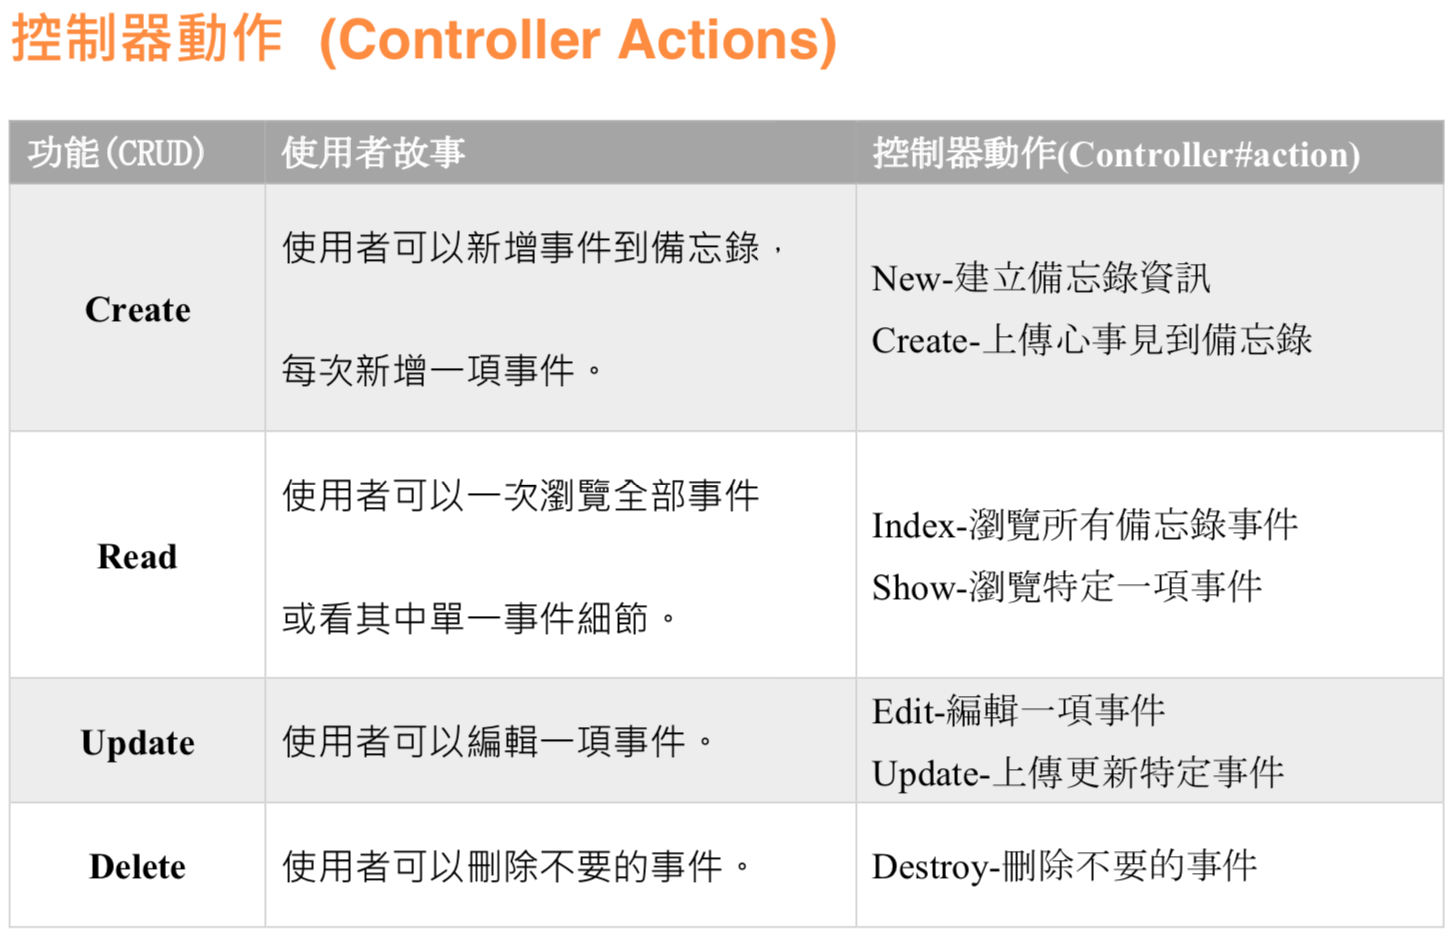 控制器動作 (Controller Actions)
功能(CRUD)
使用者故事
控制器動作(Controller#action)
Create
使用者可以新增事件到備忘錄，
每次新增一項事件。
New-建立備忘錄資訊
Create-上傳心事見到備忘錄
Read
使用者可以一次瀏覽全部事件
或看其中單一事件細節。
Index-瀏覽所有備忘錄事件
Show-瀏覽特定一項事件
Update
使用者可以編輯一項事件。
Edit-編輯一項事件
Update-上傳更新特定事件
Delete
使用者可以刪除不要的事件。
Destroy-刪除不要的事件